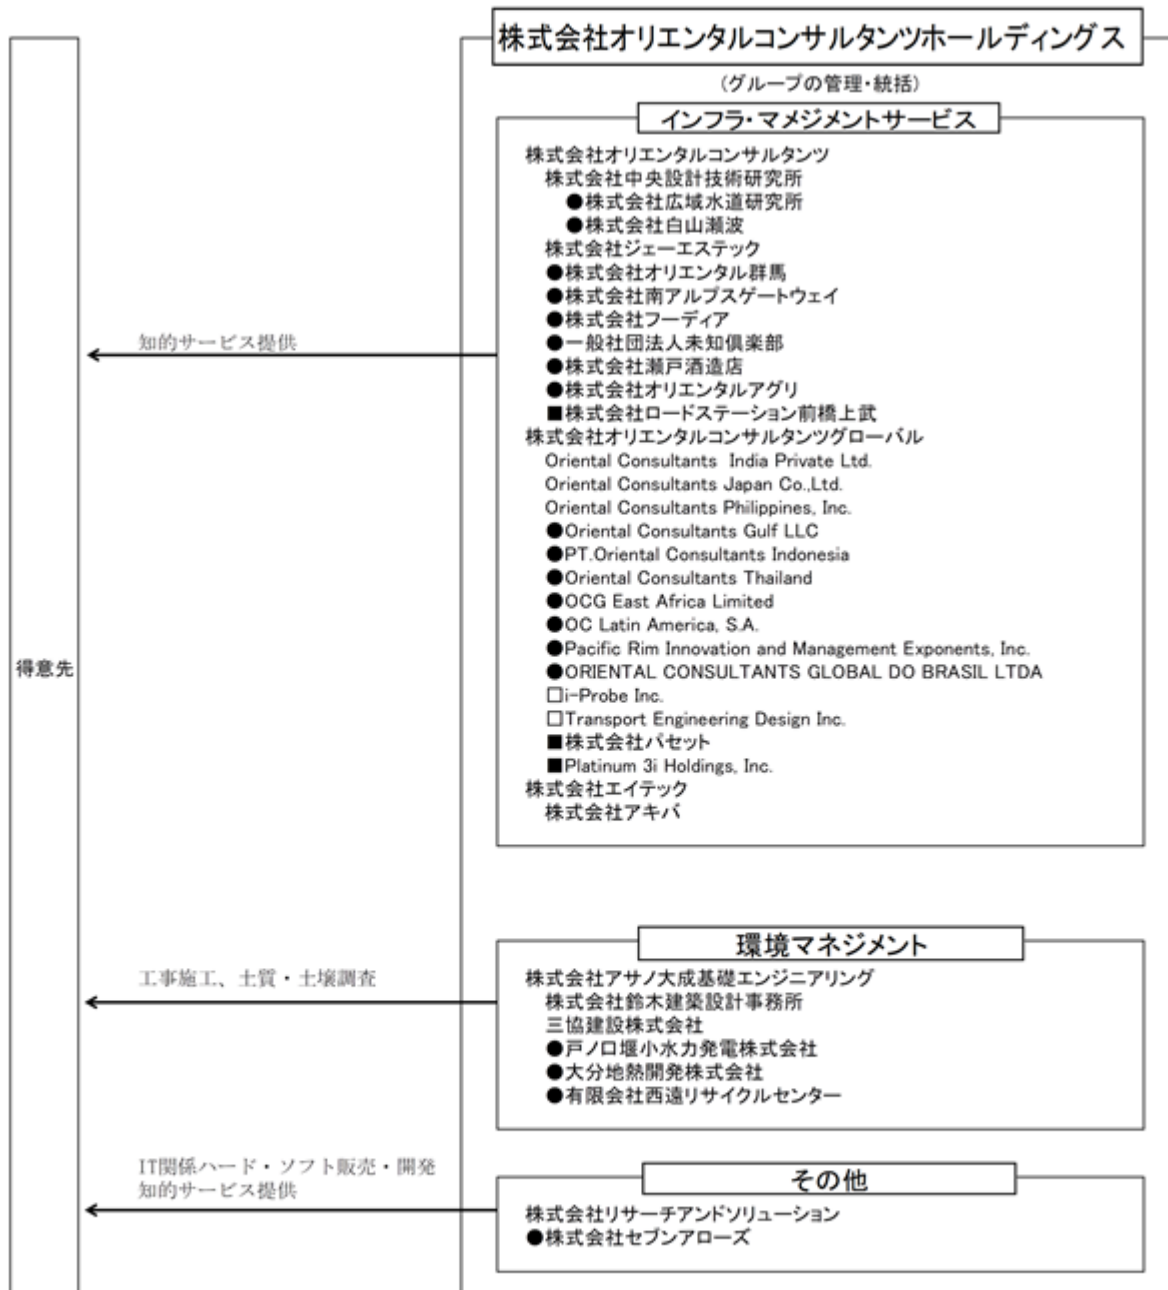 株式会社オリエンタルコンサルタンツホールディングス
(グループの管理・統括)
インフラ・マメジメントサービス
株式会社オリエンタルコンサルタンツ
株式会社中央設計技術研究所
●株式会社広域水道研究所
●株式会社白山瀬波
株式会社ジェーエステック
●株式会社オリエンタル群馬
●株式会社南アルプスゲートウェイ
●株式会社フーディア
知的サービス提供
●一般社団法人未知倶楽部
●株式会社瀬戸酒造店
●株式会社オリエンタルアグリ
■株式会社ロードステーション前橋上武
株式会社オリエンタルコンサルタンツグローバル
Oriental Consultants India Private Ltd.
Oriental Consultants Japan Co.,Ltd.
Oriental Consultants Philippines, Inc.
●Oriental Consultants Gulf LLC
●PT.Oriental Consultants Indonesia
●Oriental Consultants Thailand
●OCG East Africa Limited
●OC Latin America, S.A.
●Pacific Rim Innovation and Management Exponents, Inc.
得意先
●ORIENTAL CONSULTANTS GLOBAL DO BRASIL LTDA
□i-Probe Inc.
□Transport Engineering Design Inc.
■株式会社パセット
■Platinum 3i Holdings, Inc.
株式会社エイテック
株式会社アキバ
環境マネジメント
工事施工、土質・土壌調査
株式会社アサノ大成基礎エンジニアリング
株式会社鈴木建築設計事務所
三協建設株式会社
●戸ノ口堰小水力発電株式会社
●大分地熱開発株式会社
●有限会社西遠リサイクルセンター
IT関係ハード・ソフト販売・開発
知的サービス提供
その他
株式会社リサーチアンドソリューション
●株式会社セブンアローズ